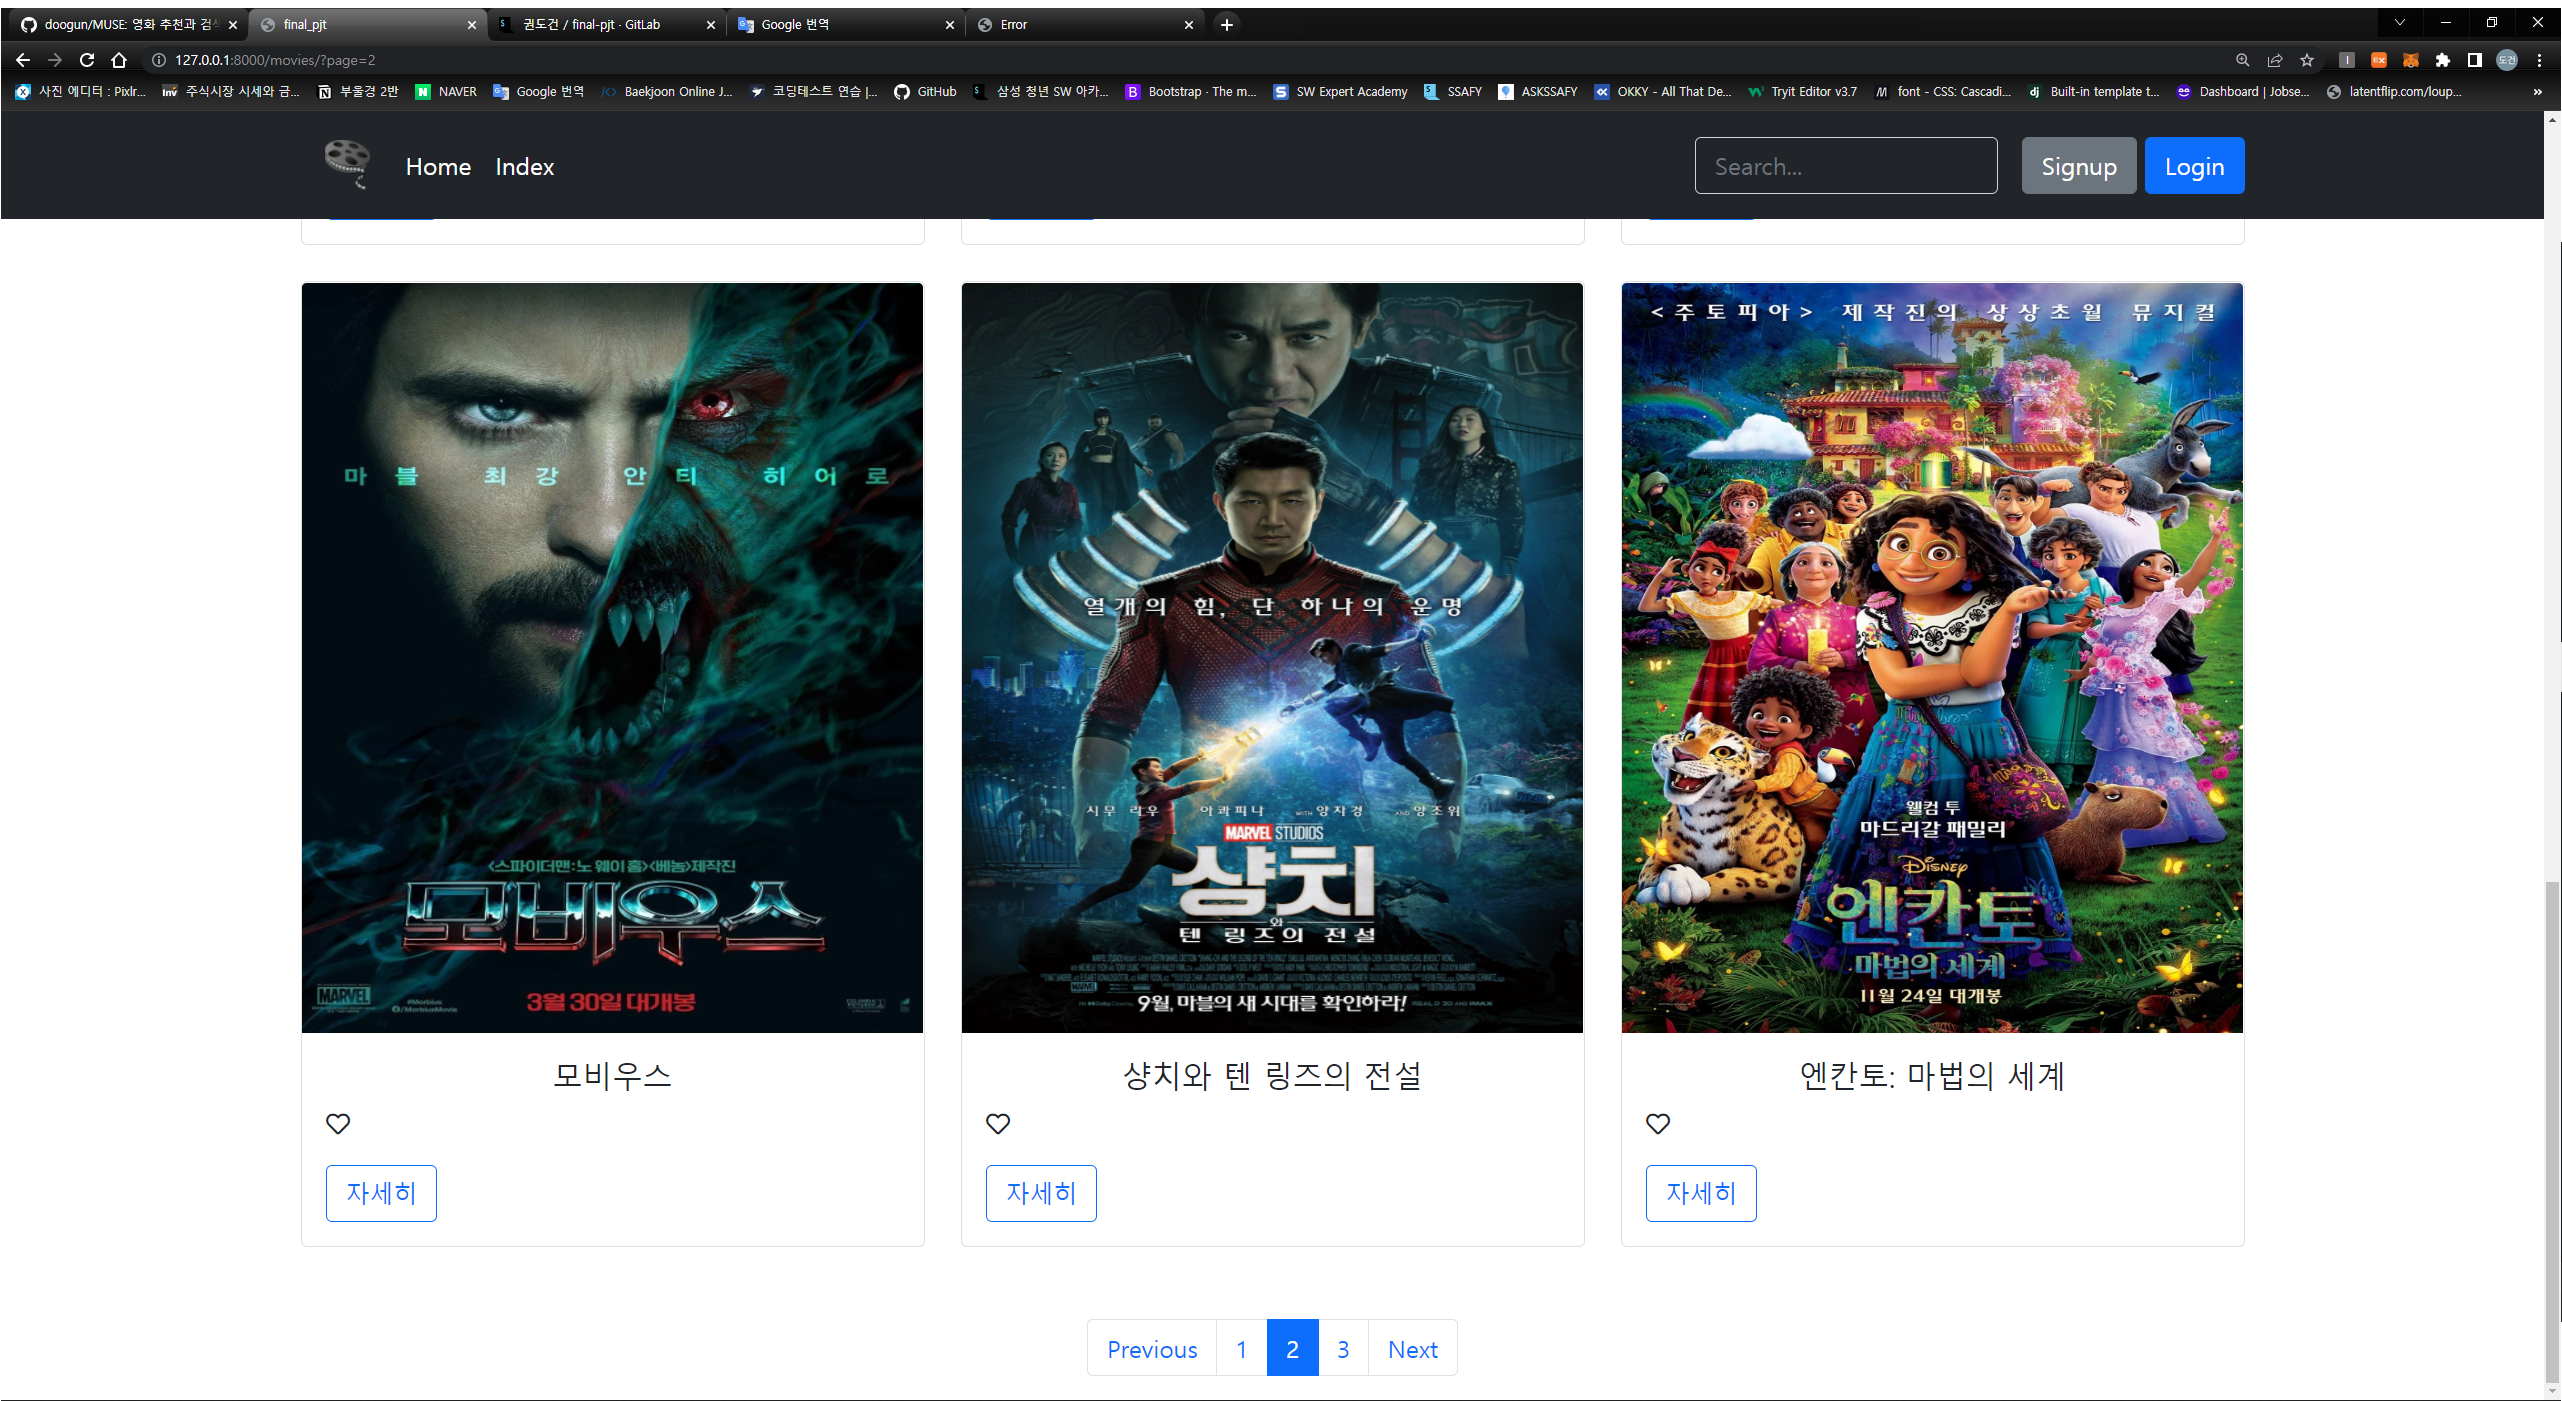 doogun/MUSE: 영화 추천과 검색
final_pjt
권도건 / final-pjt · GitLab
Google 번역
Error
127.0.0.1:8000/movies/?page=2
도건
사진 에디터 : Pixlr...
주식시장 시세와 금...
부울경 2반
NAVER
Google 번역
Baekjoon Online J...
코딩테스트 연습 |...
GitHub
삼성 청년 SW 아카...
Bootstrap · The m...
SW Expert Academy
SSAFY
ASKSSAFY
OKKY - All That De...
Tryit Editor v3.7
font - CSS: Cascadi...
Built-in template t...
Dashboard | Jobse...
latentflip.com/loup...
»
Home Index
Search...
Signup
Login
마블 최강 안티 히어로
<스파이더맨: 노 웨이 홈><베놈> 제작진
모비우스
MARVEL
#Morbius
/MorbiusMovie
3월 30일 대개봉
열 개의 힘, 단 하나의 운명
시무 리우 아콰피나 WITH 양자경 AND 양조위
MARVEL STUDIOS
샹치
와
텐 링즈의 전설
9월, 마블의 새 시대를 확인하라!
REALD 3D AND IMAX
<주토피아> 제작진의 상상초월 뮤지컬
웰컴 투
마드리갈 패밀리
DISNEY
엔칸토
마법의 세계
11월 24일 대개봉
모비우스
자세히
샹치와 텐 링즈의 전설
자세히
엔칸토: 마법의 세계
자세히
Previous 1 2 3 Next